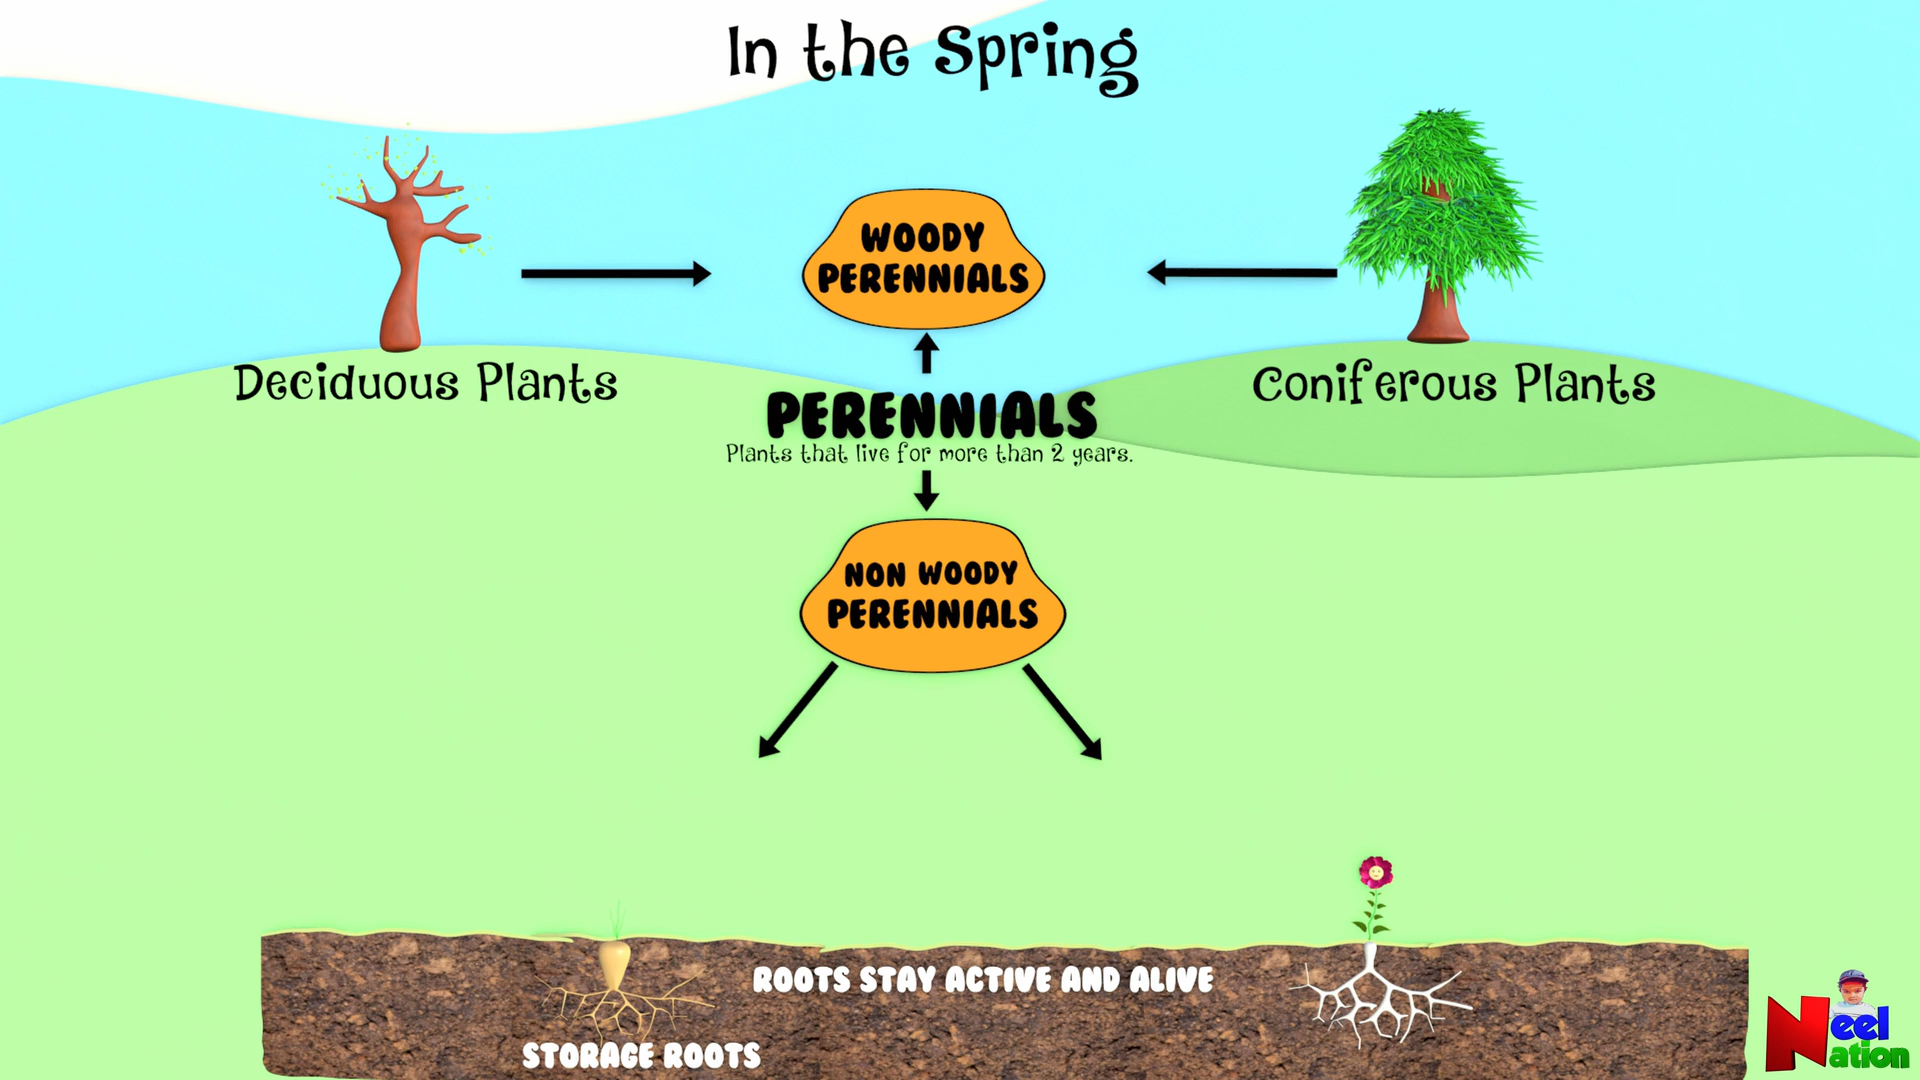 In the Spring
WOODY
PERENNIALS
Deciduous Plants
Coniferous Plants
PERENNIALS
Plants that live for more than 2 years.
NON WOODY
PERENNIALS
ROOTS STAY ACTIVE AND ALIVE
STORAGE ROOTS
Neel
Nation